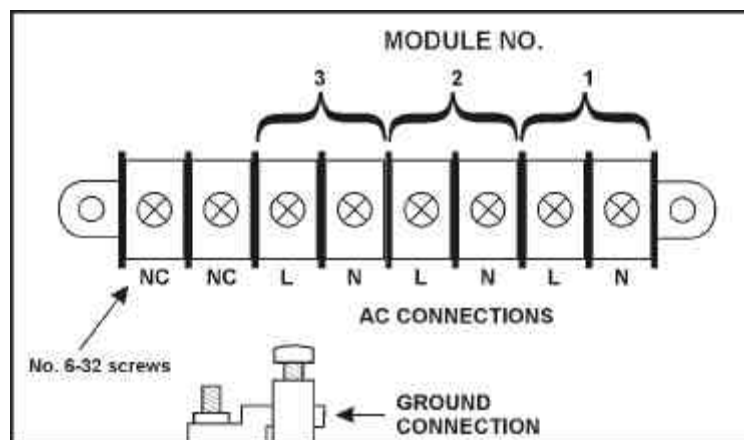 MODULE NO.
3 2 1
NC NC L N L N L N
AC CONNECTIONS
No. 6-32 screws
GROUND
CONNECTION